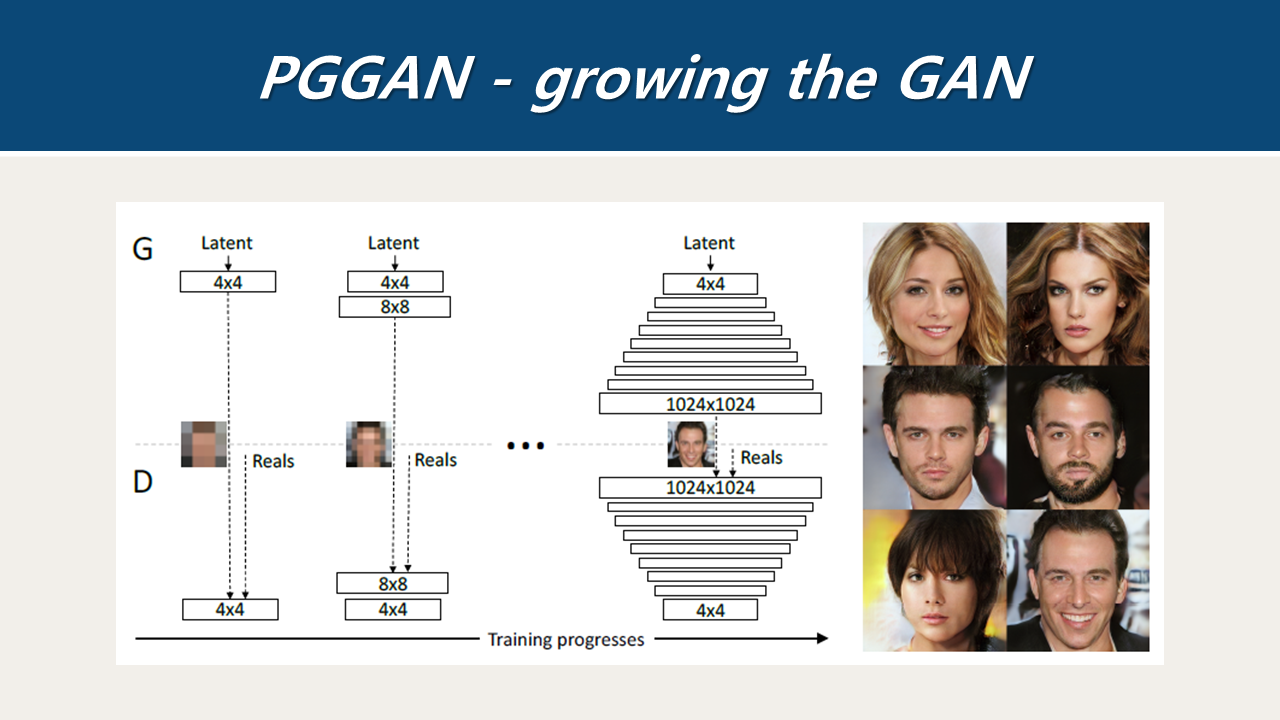 PGGAN - growing the GAN
G
Latent
Latent
Latent
4x4
4x4
4x4
8x8
1024x1024
Reals
Reals
Reals
D
1024x1024
8x8
4x4
4x4
4x4
Training progresses